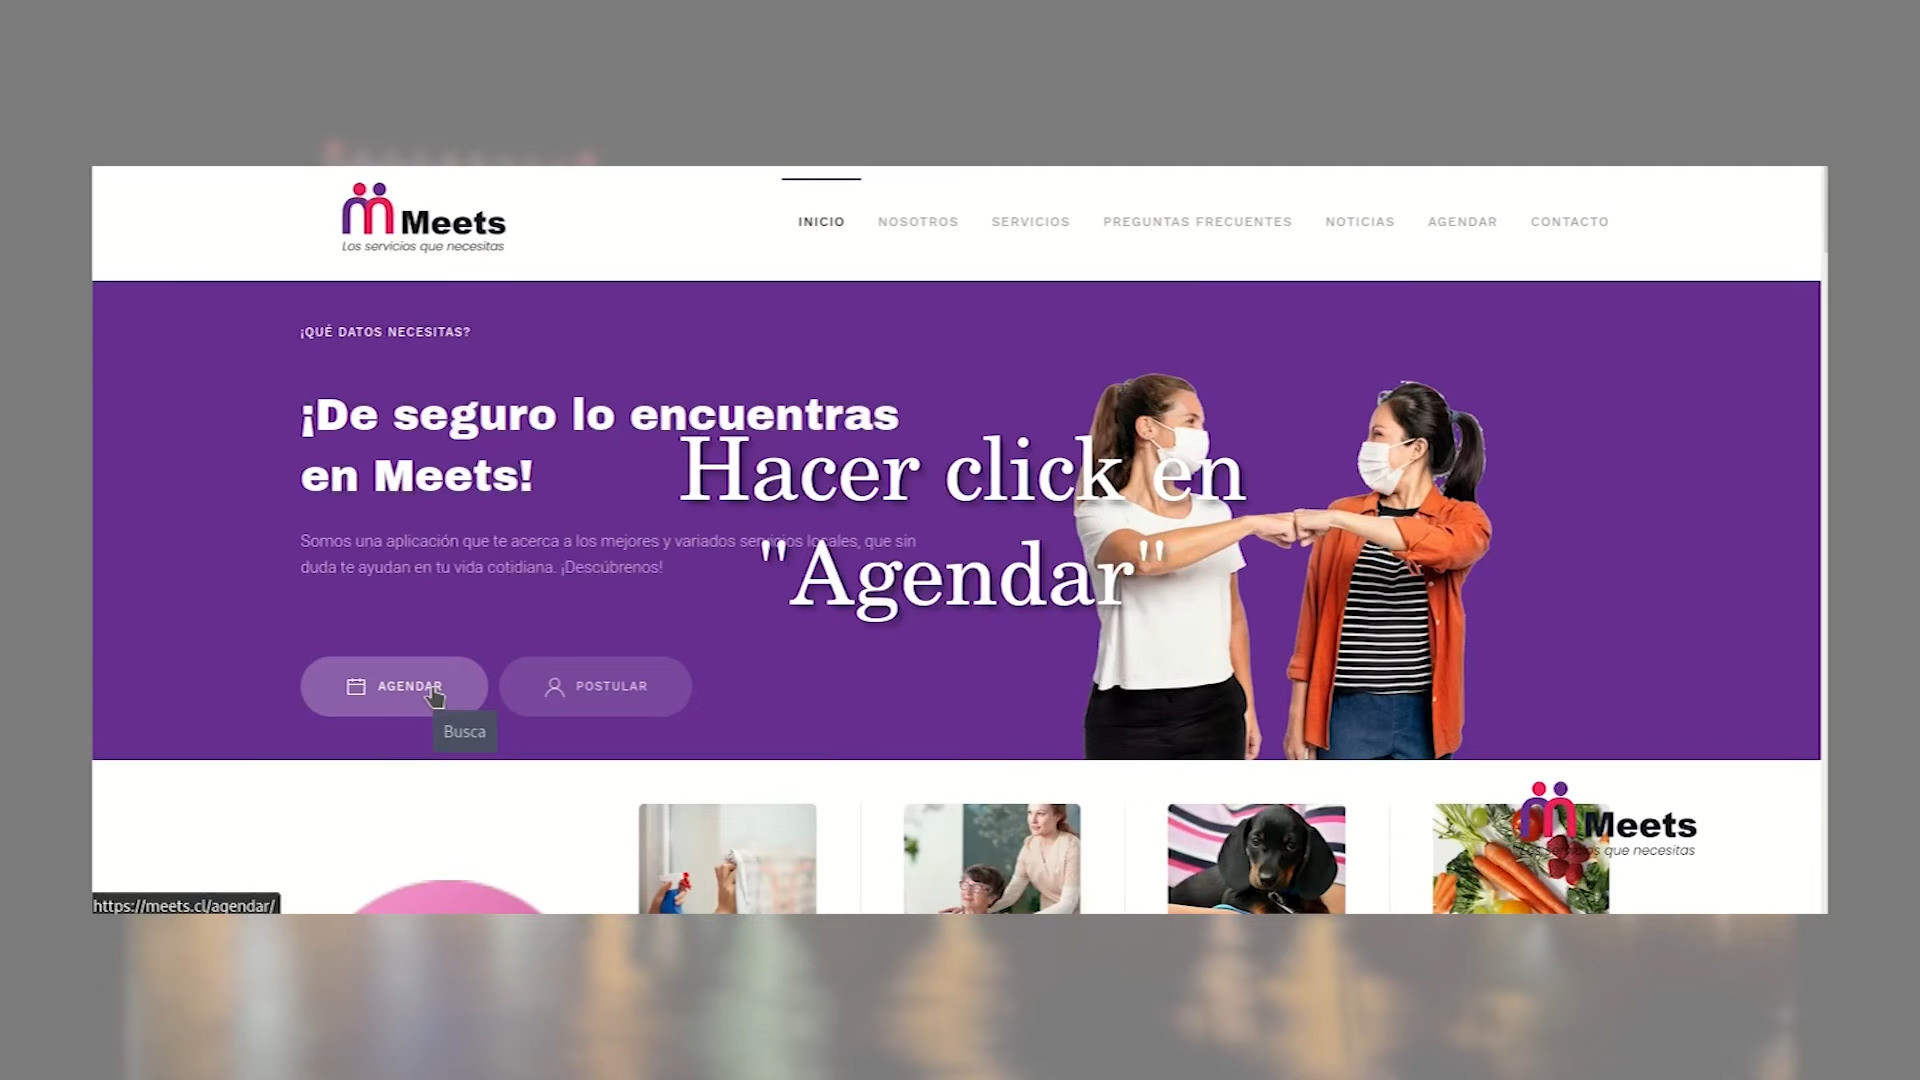 Meets
Los servicios que necesitas
INICIO NOSOTROS SERVICIOS PREGUNTAS FRECUENTES NOTICIAS AGENDAR CONTACTO
¡QUÉ DATOS NECESITAS?
¡De seguro lo encuentras
en Meets!
Hacer click en
"Agendar"
Somos una aplicación que te acerca a los mejores y variados servicios locales, que sin
duda te ayudan en tu vida cotidiana. ¡Descúbrenos!
AGENDAR POSTULAR
Busca
Meets
Los servicios que necesitas
https://meets.cl/agendar/